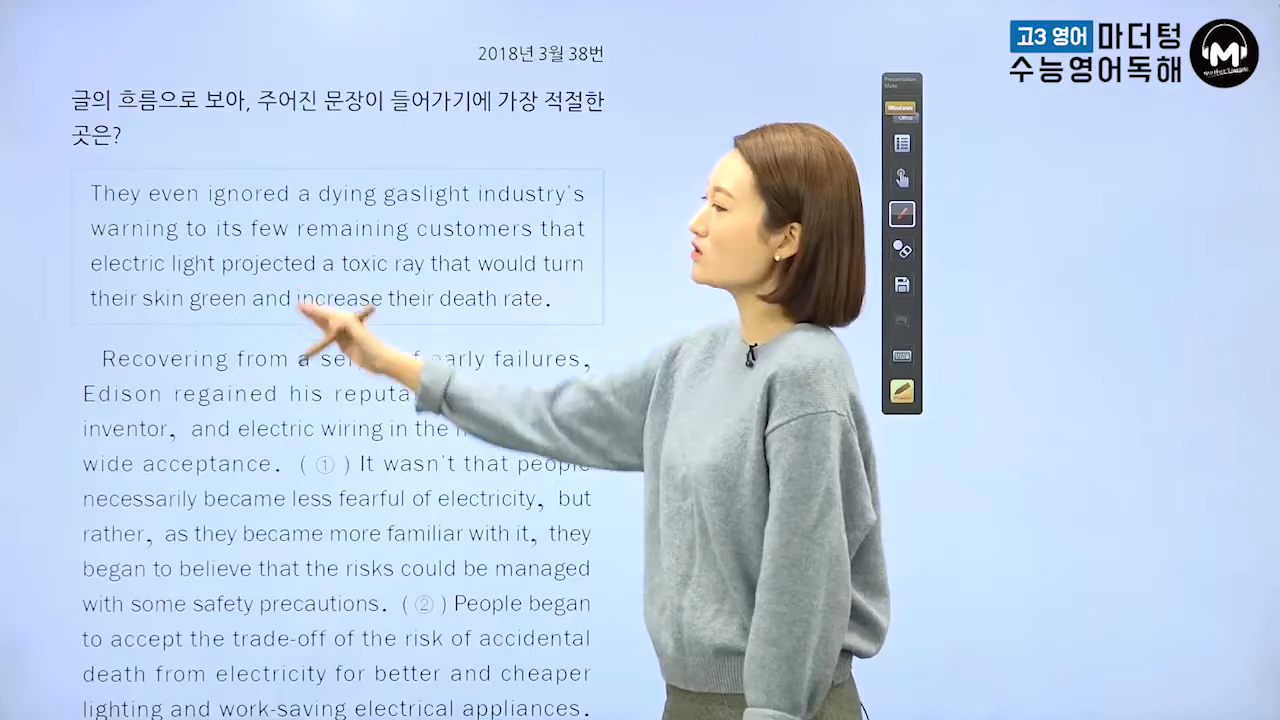 고3 영어 마더텅
수능영어독해
M
Presentation
Mate
Windows
Office
2018년 3월 38번
글의 흐름으로 보아, 주어진 문장이 들어가기에 가장 적절한
곳은?
They even ignored a dying gaslight industry's
warning to its few remaining customers that
electric light projected a toxic ray that would turn
their skin green and increase their death rate.
Recovering from a of early failures,
Edison regained his
inventor, and electric wiring in the
wide acceptance. ( ① ) It wasn't that people
necessarily became less fearful of electricity, but
rather, as they became more familiar with it, they
began to believe that the risks could be managed
with some safety precautions. ( ② ) People began
to accept the trade-off of the risk of accidental
death from electricity for better and cheaper
lighting and work-saving electrical appliances.